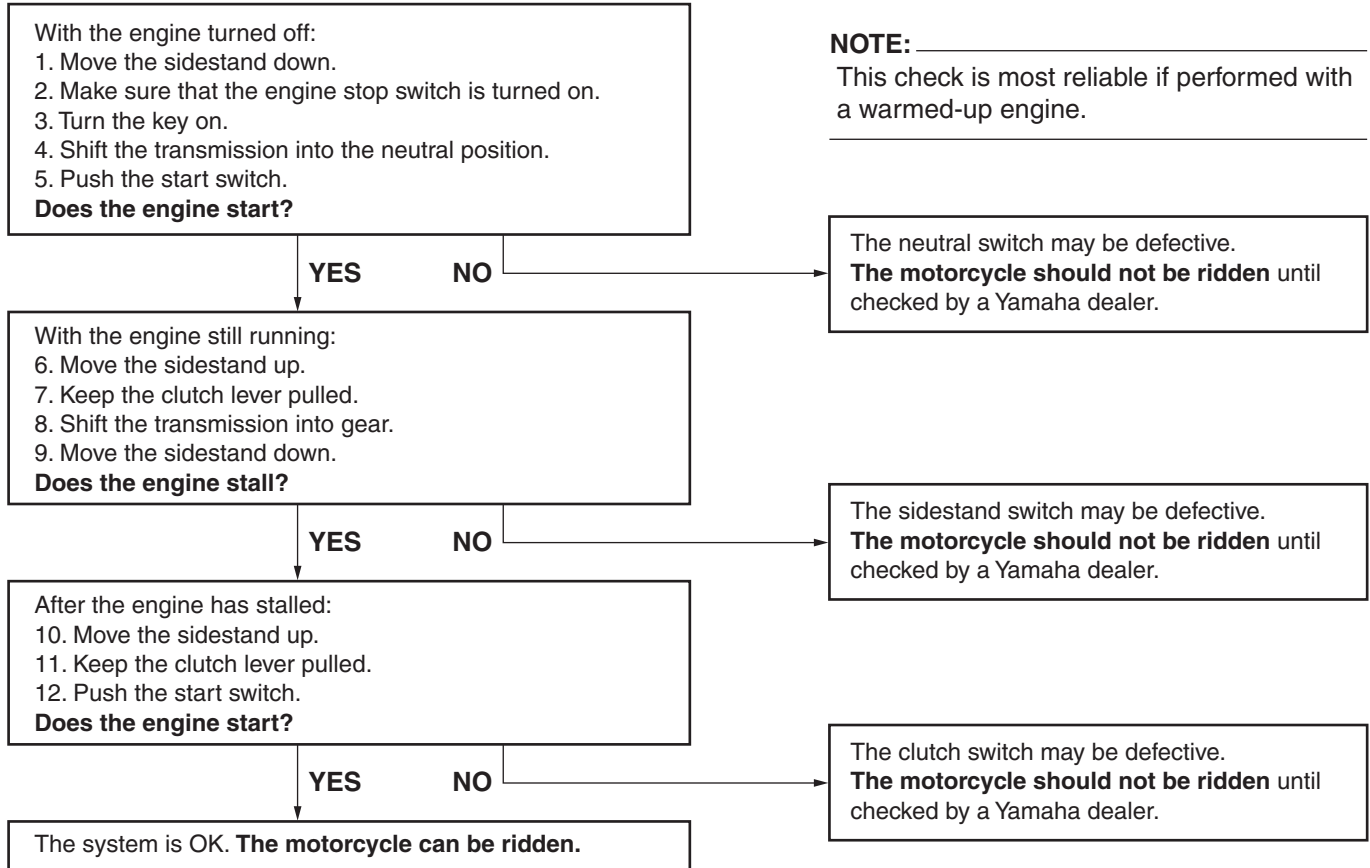 With the engine turned off:
1. Move the sidestand down.
2. Make sure that the engine stop switch is turned on.
3. Turn the key on.
4. Shift the transmission into the neutral position.
5. Push the start switch.
Does the engine start?
NOTE:
This check is most reliable if performed with
a warmed-up engine.
YES NO
The neutral switch may be defective.
The motorcycle should not be ridden until
checked by a Yamaha dealer.
With the engine still running:
6. Move the sidestand up.
7. Keep the clutch lever pulled.
8. Shift the transmission into gear.
9. Move the sidestand down.
Does the engine stall?
YES NO
The sidestand switch may be defective.
The motorcycle should not be ridden until
checked by a Yamaha dealer.
After the engine has stalled:
10. Move the sidestand up.
11. Keep the clutch lever pulled.
12. Push the start switch.
Does the engine start?
YES NO
The clutch switch may be defective.
The motorcycle should not be ridden until
checked by a Yamaha dealer.
The system is OK. The motorcycle can be ridden.